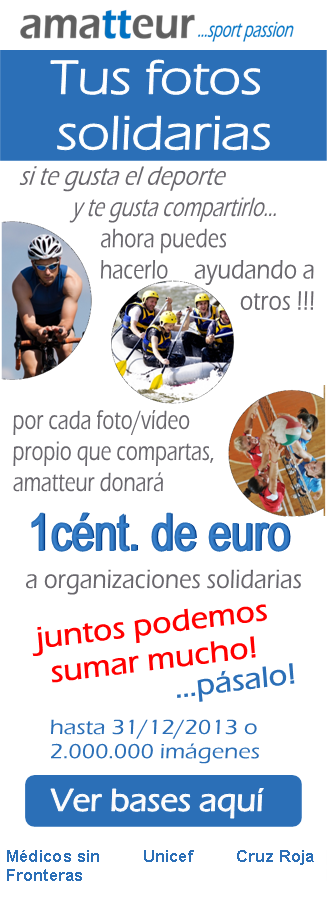 amatteur ...sport passion
Tus fotos
solidarias
si te gusta el deporte
y te gusta compartirlo...
ahora puedes
hacerlo ayudando a
otros !!!
por cada foto/vídeo
propio que compartas,
amatteur donará
1cént. de euro
a organizaciones solidarias
juntos podemos
sumar mucho!
...pásalo!
hasta 31/12/2013 o
2.000.000 imágenes
Ver bases aquí
Médicos sin Unicef Cruz Roja
Fronteras